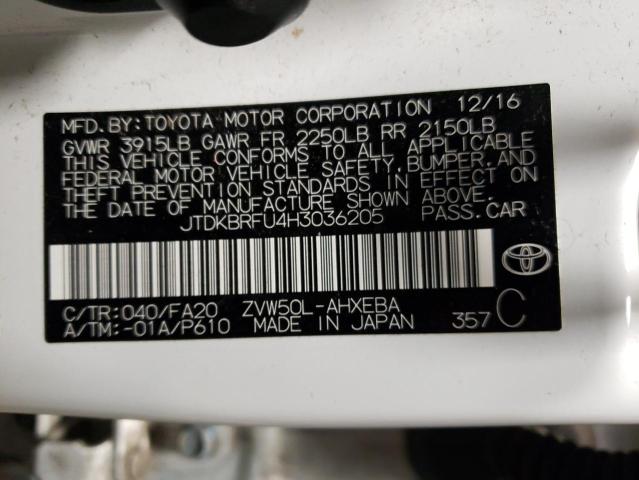 MFD. BY: TOYOTA MOTOR CORPORATION 12/16
GVWR 3915LB GAWR FR 2250LB RR 2150LB
THIS VEHICLE CONFORMS TO ALL APPLICABLE
FEDERAL MOTOR VEHICLE SAFETY, BUMPER, AND
THEFT PREVENTION STANDARDS IN EFFECT ON
THE DATE OF MANUFACTURE SHOWN ABOVE.
JTDKBRFU4H3036205 PASS. CAR
C/TR:040/FA20 ZVW50L-AHXEBA
A/TM:-01A/P610 MADE IN JAPAN 357 C